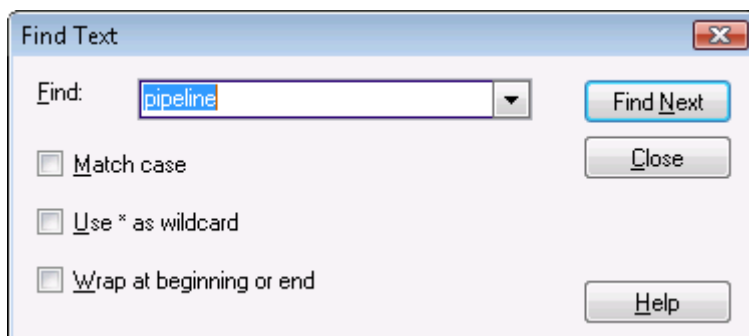 Find Text
Find: pipeline Find Next
Match case Close
Use * as wildcard
Wrap at beginning or end
Help